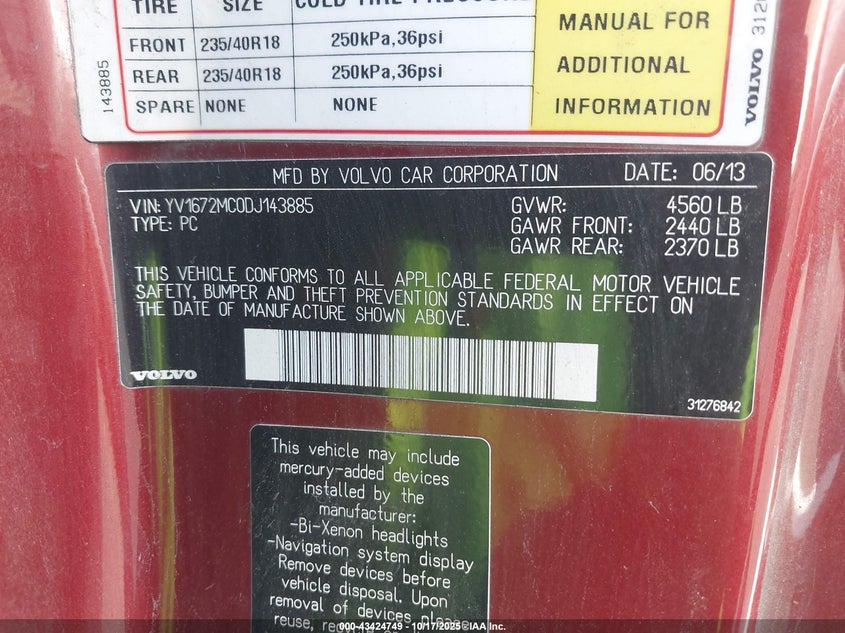 TIRE SIZE COLD TIRE PRESSURE
FRONT 235/40R18 250kPa,36psi
REAR 235/40R18 250kPa,36psi
SPARE NONE NONE
MANUAL FOR
ADDITIONAL
INFORMATION
143885
VOLVO 312
MFD BY VOLVO CAR CORPORATION DATE: 06/13
VIN: YV1672MC0DJ143885 GVWR: 4560 LB
TYPE: PC GAWR FRONT: 2440 LB
GAWR REAR: 2370 LB
THIS VEHICLE CONFORMS TO ALL APPLICABLE FEDERAL MOTOR VEHICLE
SAFETY, BUMPER AND THEFT PREVENTION STANDARDS IN EFFECT ON
THE DATE OF MANUFACTURE SHOWN ABOVE.
VOLVO
31276842
This vehicle may include
mercury-added devices
installed by the
manufacturer:
-Bi-Xenon headlights
-Navigation system display
Remove devices before
vehicle disposal. Upon
removal of devices please
reuse,
000-43424749 - 10/17/2025©IAA Inc.